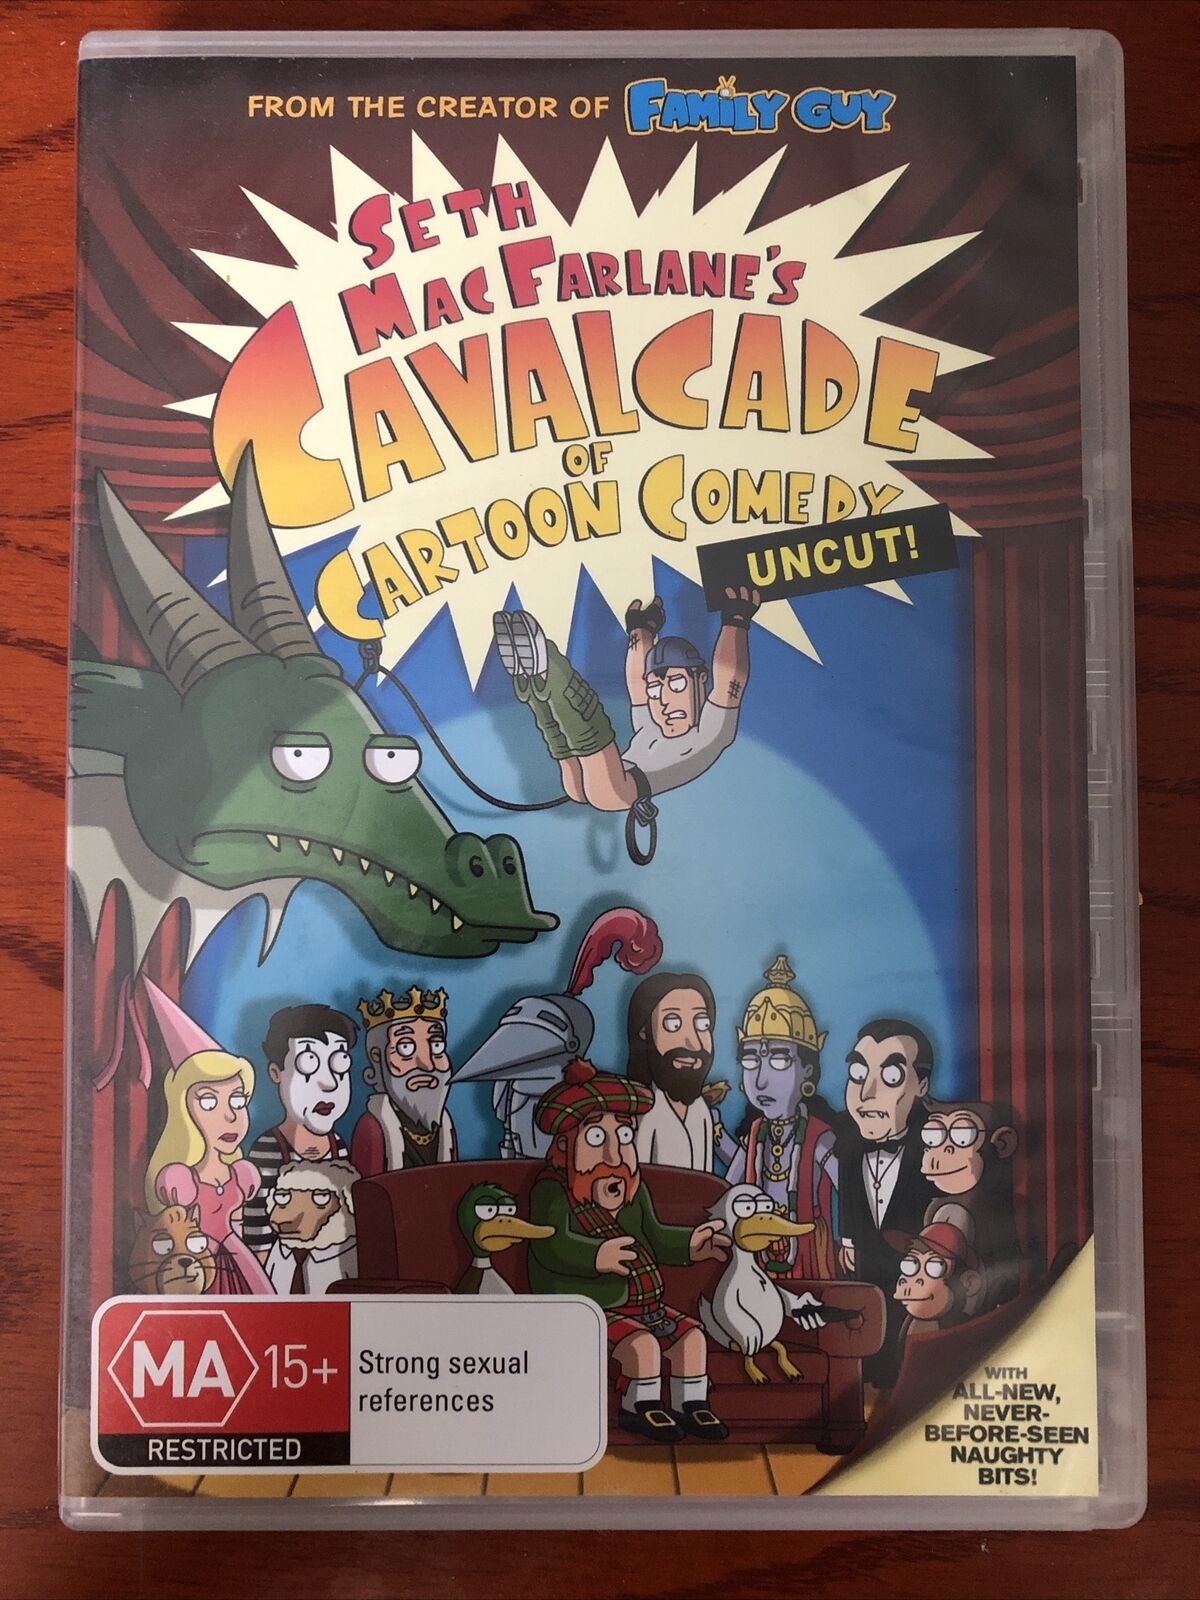 FROM THE CREATOR OF FAMILY GUY
SETH
MACFARLANE'S
CAVALCADE
OF
CARTOON COMEDY
UNCUT!
MA 15+
RESTRICTED
Strong sexual
references
WITH
ALL-NEW,
NEVER-
BEFORE-SEEN
NAUGHTY
BITS!